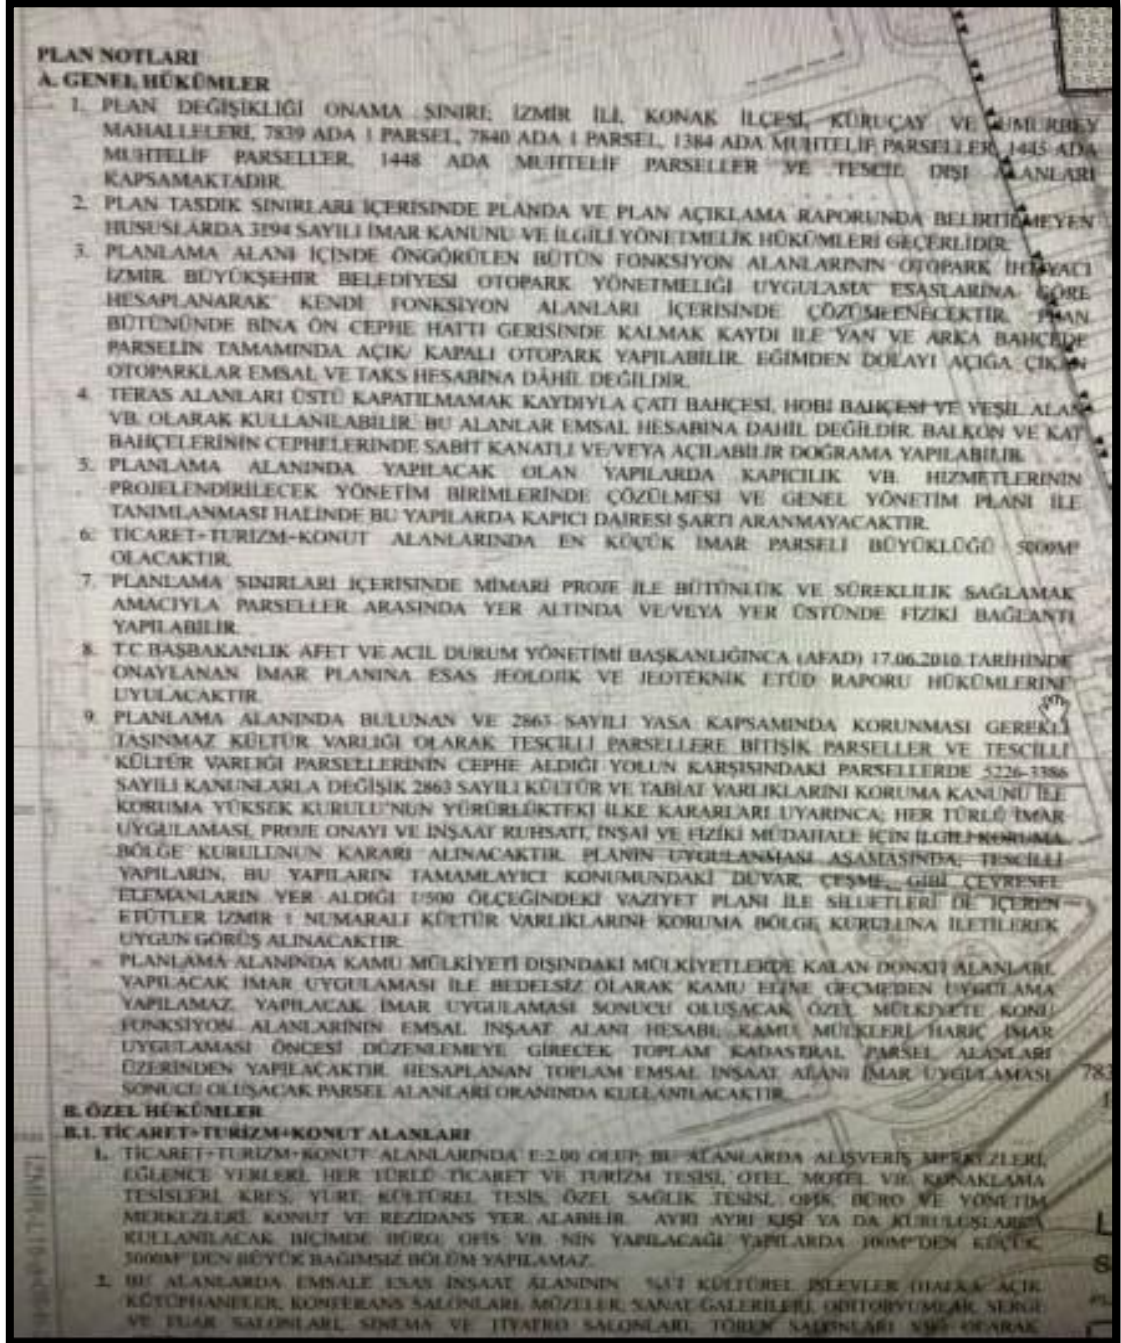 PLAN NOTLARI
A. GENEL HÜKÜMLER
1. PLAN DEĞİŞİKLİĞİ ONAMA SINIRI; İZMİR İLİ, KONAK İLÇESİ, KURUÇAY VE UMURBEY
MAHALLELERİ, 7839 ADA 1 PARSEL, 7840 ADA 1 PARSEL, 1384 ADA MUHTELİF PARSELLER, 1445 ADA
MUHTELİF PARSELLER, 1448 ADA MUHTELİF PARSELLER VE TESCİL DIŞI ALANLARI
KAPSAMAKTADIR.
2. PLAN TASDİK SINIRLARI İÇERİSİNDE PLANDA VE PLAN AÇIKLAMA RAPORUNDA BELİRTİLMEYEN
HUSUSLARDA 3194 SAYILI İMAR KANUNU VE İLGİLİ YÖNETMELİK HÜKÜMLERİ GEÇERLİDİR.
3. PLANLAMA ALANI İÇİNDE ÖNGÖRÜLEN BÜTÜN FONKSİYON ALANLARININ OTOPARK İHTİYACI
İZMİR BÜYÜKŞEHİR BELEDİYESİ OTOPARK YÖNETMELİĞİ UYGULAMA ESASLARINA GÖRE
HESAPLANARAK KENDİ FONKSİYON ALANLARI İÇERİSİNDE ÇÖZÜMLENECEKTİR. PLAN
BÜTÜNÜNDE BİNA ÖN CEPHE HATTI GERİSİNDE KALMAK KAYDI İLE YAN VE ARKA BAHÇEDE
PARSELİN TAMAMINDA AÇIK/ KAPALI OTOPARK YAPILABİLİR. EĞİMDEN DOLAYI AÇIĞA ÇIKAN
OTOPARKLAR EMSAL VE TAKS HESABINA DÂHİL DEĞİLDİR.
4. TERAS ALANLARI ÜSTÜ KAPATILMAMAK KAYDIYLA ÇATI BAHÇESİ, HOBİ BAHÇESİ VE YEŞİL ALAN
VB. OLARAK KULLANILABİLİR. BU ALANLAR EMSAL HESABINA DAHİL DEĞİLDİR. BALKON VE KAT
BAHÇELERİNİN CEPHELERİNDE SABİT KANATLI VE/VEYA AÇILABİLİR DOĞRAMA YAPILABİLİR.
5. PLANLAMA ALANINDA YAPILACAK OLAN YAPILARDA KAPICILIK VB. HİZMETLERİNİN
PROJELENDİRİLECEK YÖNETİM BİRİMLERİNDE ÇÖZÜLMESİ VE GENEL YÖNETİM PLANI İLE
TANIMLANMASI HALİNDE BU YAPILARDA KAPICI DAİRESİ ŞARTI ARANMAYACAKTIR.
6. TİCARET+TURİZM+KONUT ALANLARINDA EN KÜÇÜK İMAR PARSELİ BÜYÜKLÜĞÜ 5000M²
OLACAKTIR.
7. PLANLAMA SINIRLARI İÇERİSİNDE MİMARİ PROJE İLE BÜTÜNLÜK VE SÜREKLİLİK SAĞLAMAK
AMACIYLA PARSELLER ARASINDA YER ALTINDA VE/VEYA YER ÜSTÜNDE FİZİKİ BAĞLANTI
YAPILABİLİR.
8. T.C BAŞBAKANLIK AFET VE ACİL DURUM YÖNETİMİ BAŞKANLIĞINCA (AFAD) 17.06.2010 TARİHİNDE
ONAYLANAN İMAR PLANINA ESAS JEOLOJİK VE JEOTEKNİK ETÜD RAPORU HÜKÜMLERİNE
UYULACAKTIR.
9. PLANLAMA ALANINDA BULUNAN VE 2863 SAYILI YASA KAPSAMINDA KORUNMASI GEREKLİ
TAŞINMAZ KÜLTÜR VARLIĞI OLARAK TESCİLLİ PARSELLERE BİTİŞİK PARSELLER VE TESCİLLİ
KÜLTÜR VARLIĞI PARSELLERİNİN CEPHE ALDIĞI YOLUN KARŞISINDAKİ PARSELLERDE 5226-3386
SAYILI KANUNLARLA DEĞİŞİK 2863 SAYILI KÜLTÜR VE TABİAT VARLIKLARINI KORUMA KANUNU İLE
KORUMA YÜKSEK KURULU'NUN YÜRÜRLÜKTEKİ İLKE KARARLARI UYARINCA; HER TÜRLÜ İMAR
UYGULAMASI, PROJE ONAYI VE İNŞAAT RUHSATI, İNŞAİ VE FİZİKİ MÜDAHALE İÇİN İLGİLİ KORUMA
BÖLGE KURULUNUN KARARI ALINACAKTIR. PLANIN UYGULANMASI AŞAMASINDA, TESCİLLİ
YAPILARIN, BU YAPILARIN TAMAMLAYICI KONUMUNDAKİ DUVAR, ÇEŞME, GİBİ ÇEVRESEL
ELEMANLARIN YER ALDIĞI 1/500 ÖLÇEĞİNDEKİ VAZİYET PLANI İLE SİLUETLERİ DE İÇEREN
ETÜTLER İZMİR 1 NUMARALI KÜLTÜR VARLIKLARINI KORUMA BÖLGE KURULUNA İLETİLEREK
UYGUN GÖRÜŞ ALINACAKTIR.
PLANLAMA ALANINDA KAMU MÜLKİYETİ DIŞINDAKİ MÜLKİYETLERDE KALAN DONATI ALANLARI,
YAPILACAK İMAR UYGULAMASI İLE BEDELSİZ OLARAK KAMU ELİNE GEÇMEDEN UYGULAMA
YAPILAMAZ. YAPILACAK İMAR UYGULAMASI SONUCU OLUŞACAK ÖZEL MÜLKİYETE KONU
FONKSİYON ALANLARININ EMSAL İNŞAAT ALANI HESABI, KAMU MÜLKLERİ HARİÇ İMAR
UYGULAMASI ÖNCESİ DÜZENLEMEYE GİRECEK TOPLAM KADASTRAL PARSEL ALANLARI
ÜZERİNDEN YAPILACAKTIR. HESAPLANAN TOPLAM EMSAL İNŞAAT ALANI İMAR UYGULAMASI
SONUCU OLUŞACAK PARSEL ALANLARI ORANINDA KULLANILACAKTIR.
783
B. ÖZEL HÜKÜMLER
B.1. TİCARET+TURİZM+KONUT ALANLARI
1. TİCARET+TURİZM+KONUT ALANLARINDA E:2.00 OLUP; BU ALANLARDA ALIŞVERİŞ MERKEZLERİ,
EĞLENCE YERLERİ, HER TÜRLÜ TİCARET VE TURİZM TESİSİ, OTEL, MOTEL VB. KONAKLAMA
TESİSLERİ, KREŞ, YURT, KÜLTÜREL TESİS, ÖZEL SAĞLIK TESİSİ, OFİS, BÜRO VE YÖNETİM
MERKEZLERİ, KONUT VE REZİDANS YER ALABİLİR. AYRI AYRI KİŞİ YA DA KURULUŞLARCA
KULLANILACAK BİÇİMDE BÜRO, OFİS VB. NİN YAPILACAĞI YAPILARDA 100M²'DEN KÜÇÜK,
5000M²'DEN BÜYÜK BAĞIMSIZ BÖLÜM YAPILAMAZ.
2. BU ALANLARDA EMSALE ESAS İNŞAAT ALANININ KÜLTÜREL İŞLEVLER (HALKA AÇIK
KÜTÜPHANELER, KONFERANS SALONLARI, MÜZELER, SANAT GALERİLERİ, ODİTORYUMLAR, SERGİ
VE FUAR SALONLARI, SİNEMA VE TİYATRO SALONLARI, TÖREN SALONLARI VB) OLARAK